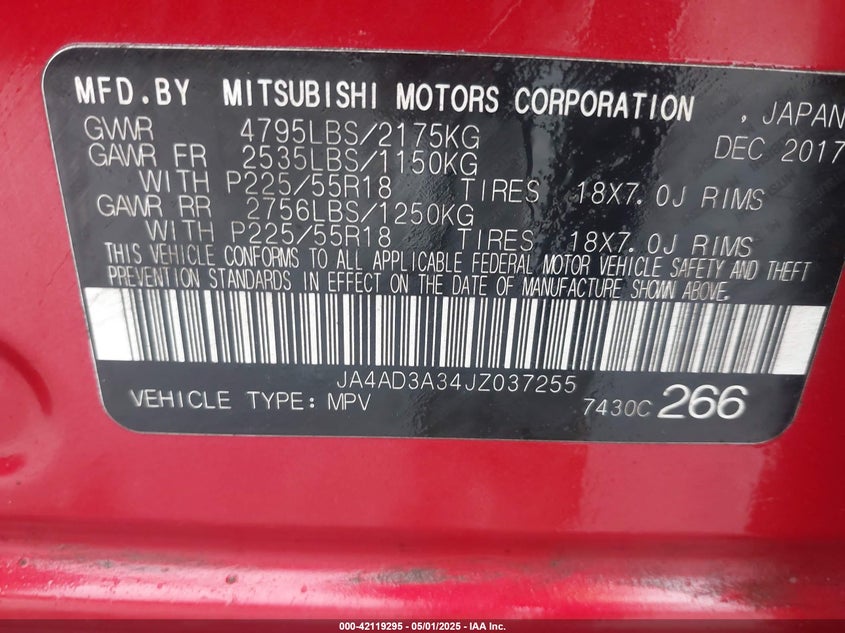 MFD.BY MITSUBISHI MOTORS CORPORATION , JAPAN
GVWR 4795LBS/2175KG DEC 2017
GAWR FR 2535LBS/1150KG
WITH P225/55R18 TIRES 18X7.0J RIMS
GAWR RR 2756LBS/1250KG
WITH P225/55R18 TIRES 18X7.0J RIMS
THIS VEHICLE CONFORMS TO ALL APPLICABLE FEDERAL MOTOR VEHICLE SAFETY AND THEFT
PREVENTION STANDARDS IN EFFECT ON THE DATE OF MANUFACTURE SHOWN ABOVE.
JA4AD3A34JZ037255
VEHICLE TYPE: MPV 7430C 266
000-42119295 - 05/01/2025 - IAA Inc.